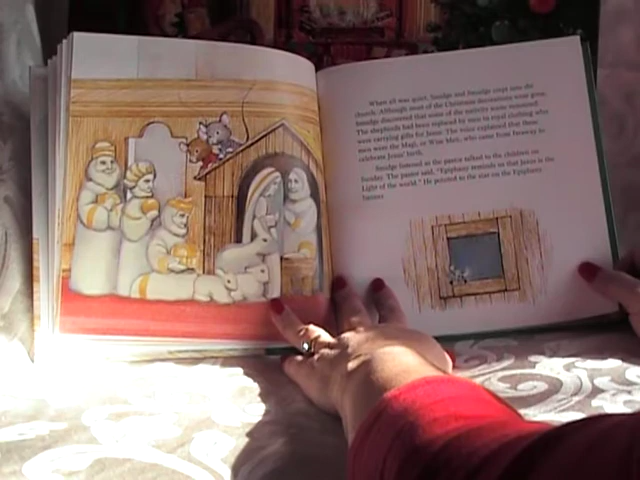 When all was quiet, Smidge and Smudge crept into the
church. Although most of the Christmas decorations were gone,
Smidge discovered that some of the nativity statues remained.
The shepherds had been replaced by men in royal clothing who
were carrying gifts for Jesus. The voice explained that these
men were the Magi, or Wise Men, who came from faraway to
celebrate Jesus' birth.
Smidge listened as the pastor talked to the children on
Sunday. The pastor said, "Epiphany reminds us that Jesus is the
Light of the world." He pointed to the star on the Epiphany
banner.